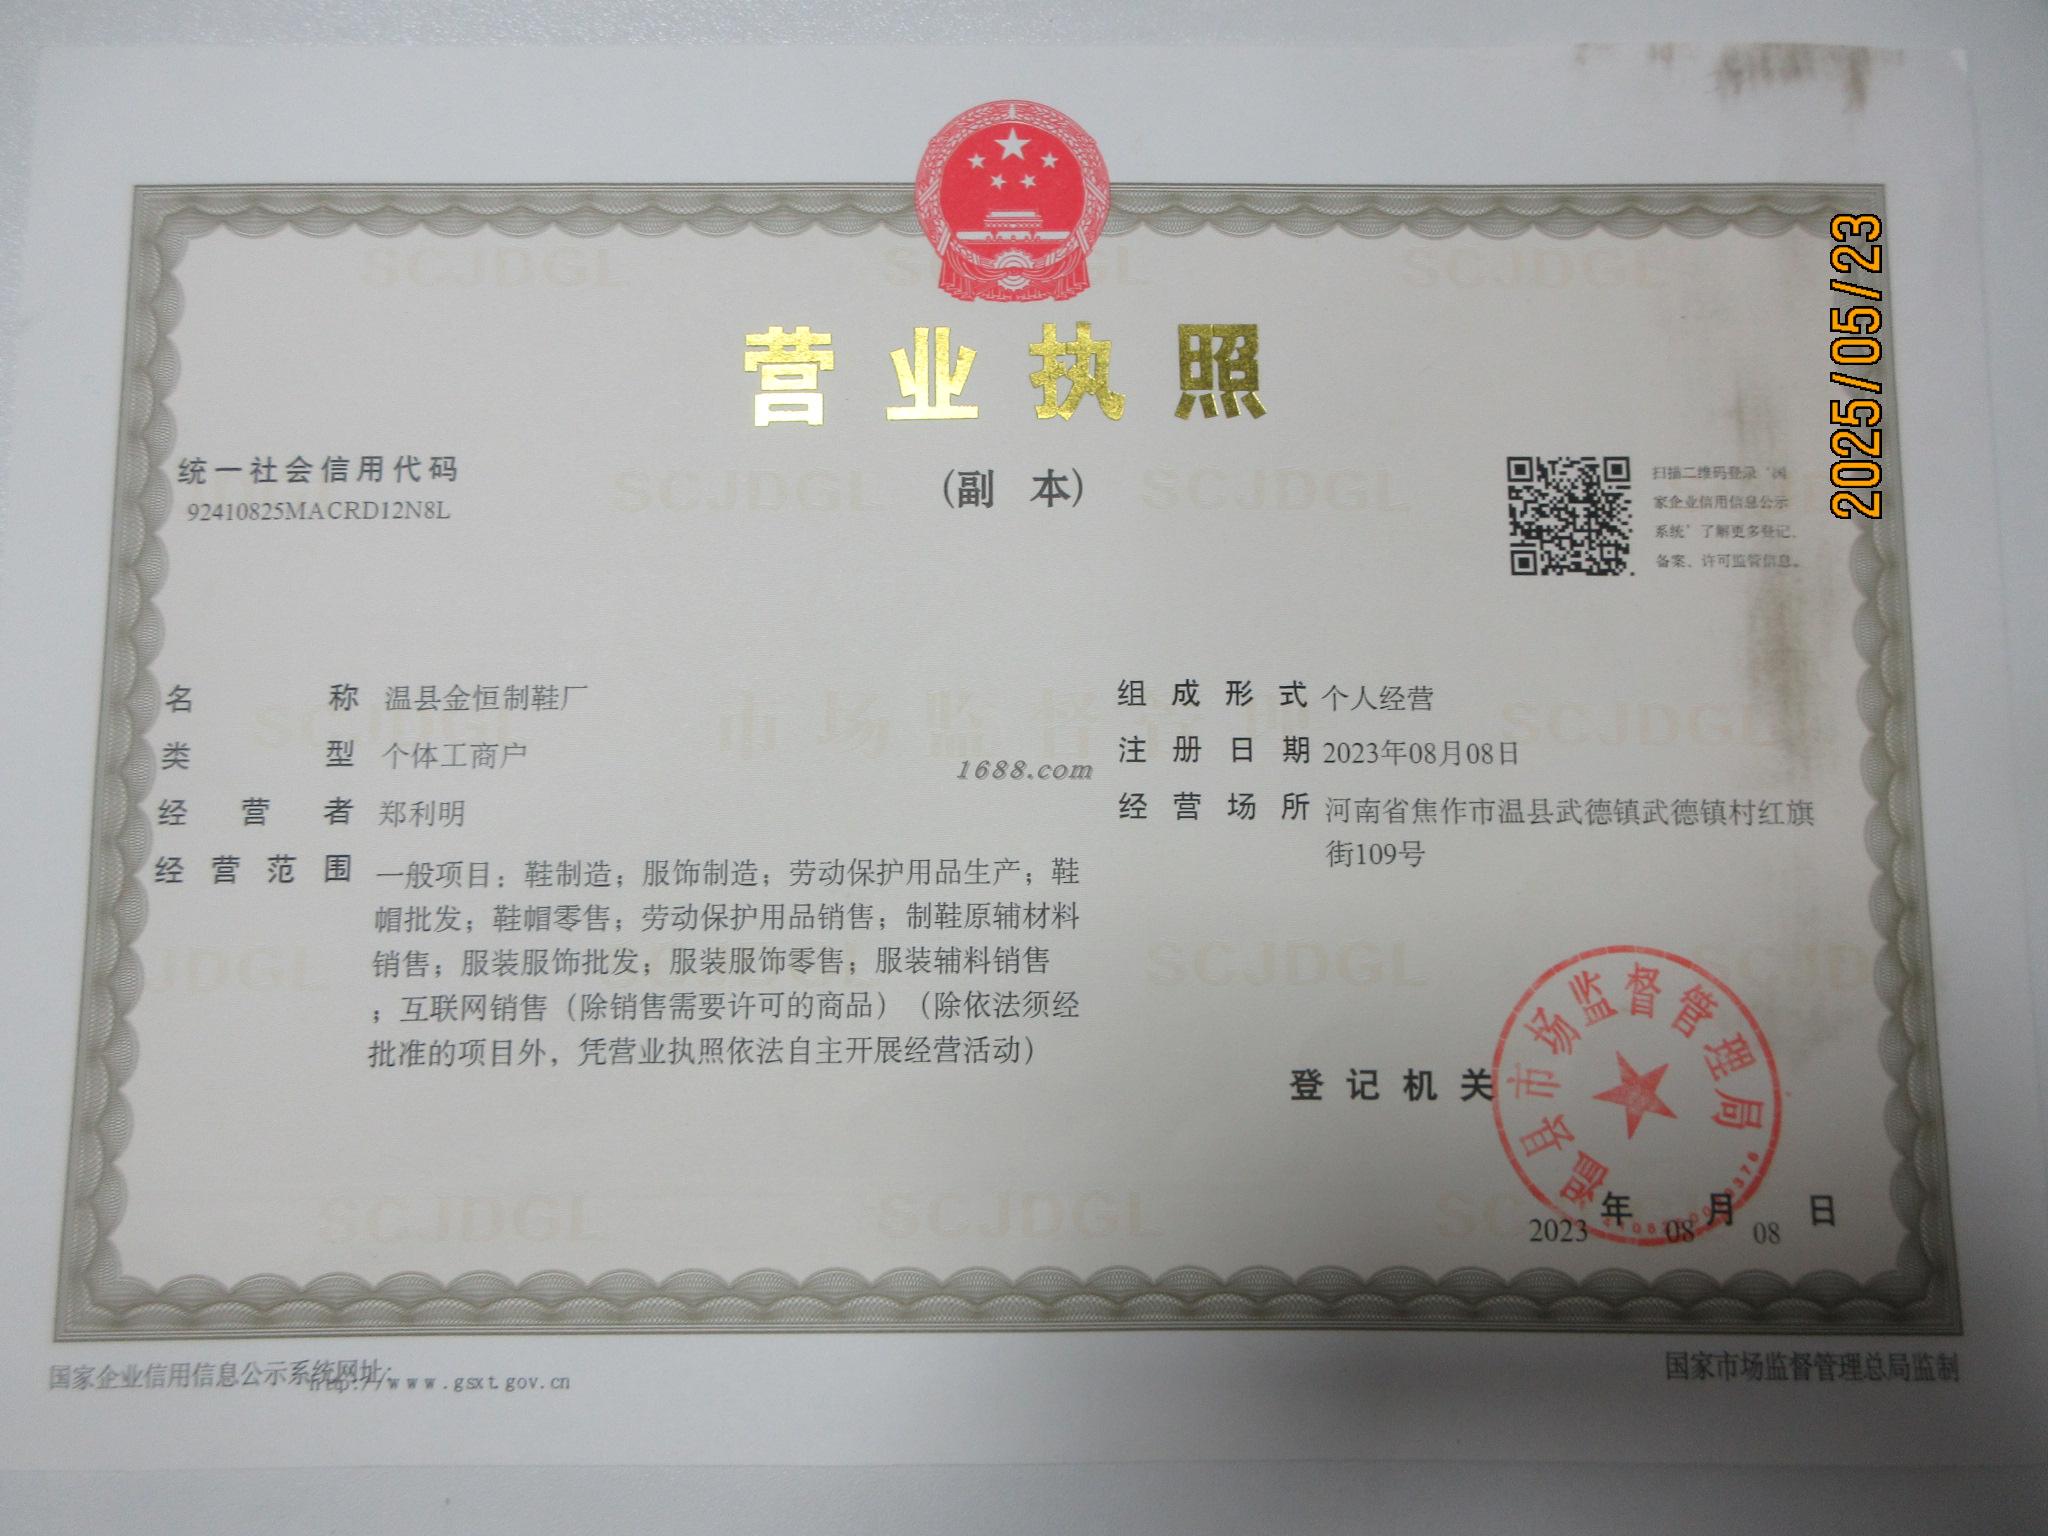 2025/05/23
营业执照
(副 本)
统一社会信用代码
92410825MACRD12N8L
扫描二维码登录‘国
家企业信用信息公示
系统’了解更多登记、
备案、许可监管信息。
名 称 温县金恒制鞋厂
类 型 个体工商户
经 营 者 郑利明
经 营 范 围 一般项目：鞋制造；服饰制造；劳动保护用品生产；鞋
帽批发；鞋帽零售；劳动保护用品销售；制鞋原辅材料
销售；服装服饰批发；服装服饰零售；服装辅料销售
；互联网销售（除销售需要许可的商品）（除依法须经
批准的项目外，凭营业执照依法自主开展经营活动）
组 成 形 式 个人经营
注 册 日 期 2023年08月08日
经 营 场 所 河南省焦作市温县武德镇武德镇村红旗
街109号
1688.com
市场监督管理
SCJDGL
登 记 机 关
温县市场监督管理局
2023 年 08 月 08 日
国家企业信用信息公示系统网址：
http://www.gsxt.gov.cn
国家市场监督管理总局监制